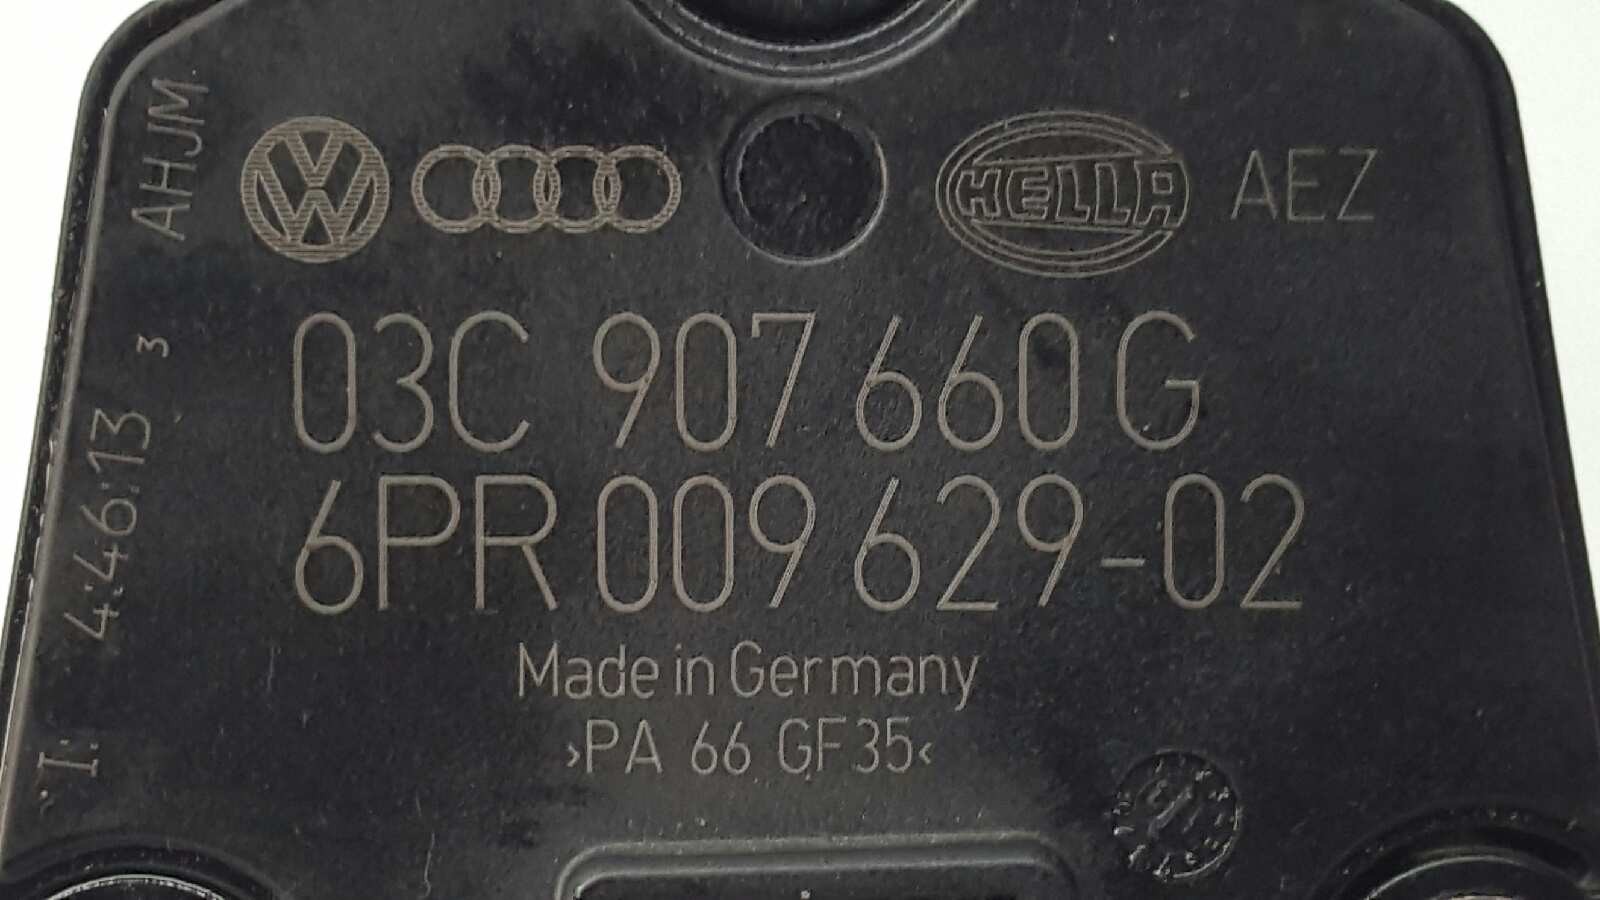 HELLA AEZ
03C 907 660 G
6PR 009 629-02
Made in Germany
›PA 66 GF35‹
AHJM
3
4:46:13
I: